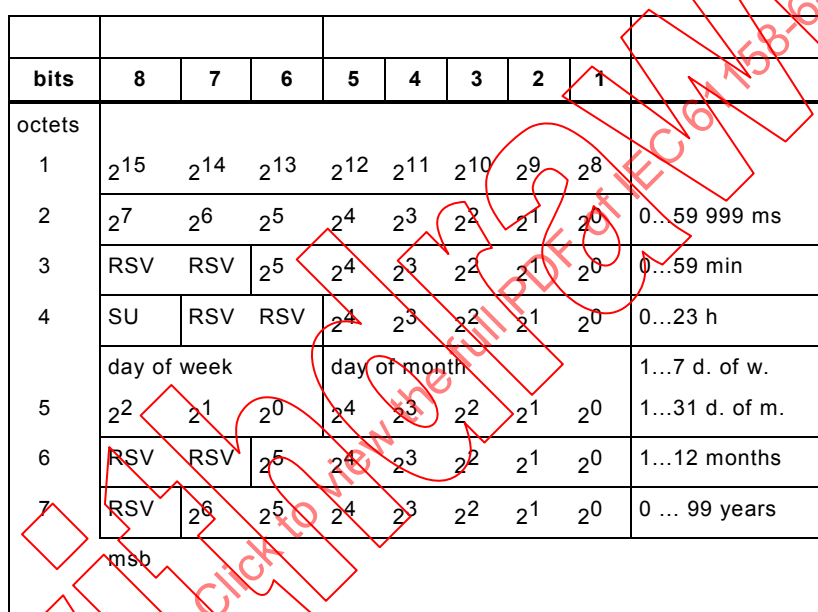 bits 8 7 6 5 4 3 2 1
octets
1 2^15 2^14 2^13 2^12 2^11 2^10 2^9 2^8
2 2^7 2^6 2^5 2^4 2^3 2^2 2^1 2^0 0...59 999 ms
3 RSV RSV 2^5 2^4 2^3 2^2 2^1 2^0 0...59 min
4 SU RSV RSV 2^4 2^3 2^2 2^1 2^0 0...23 h
day of week day of month 1...7 d. of w.
5 2^2 2^1 2^0 2^4 2^3 2^2 2^1 2^0 1...31 d. of m.
6 RSV RSV 2^5 2^4 2^3 2^2 2^1 2^0 1...12 months
7 RSV 2^6 2^5 2^4 2^3 2^2 2^1 2^0 0 ... 99 years
msb
Click to view the full PDF of IEC 61158-6